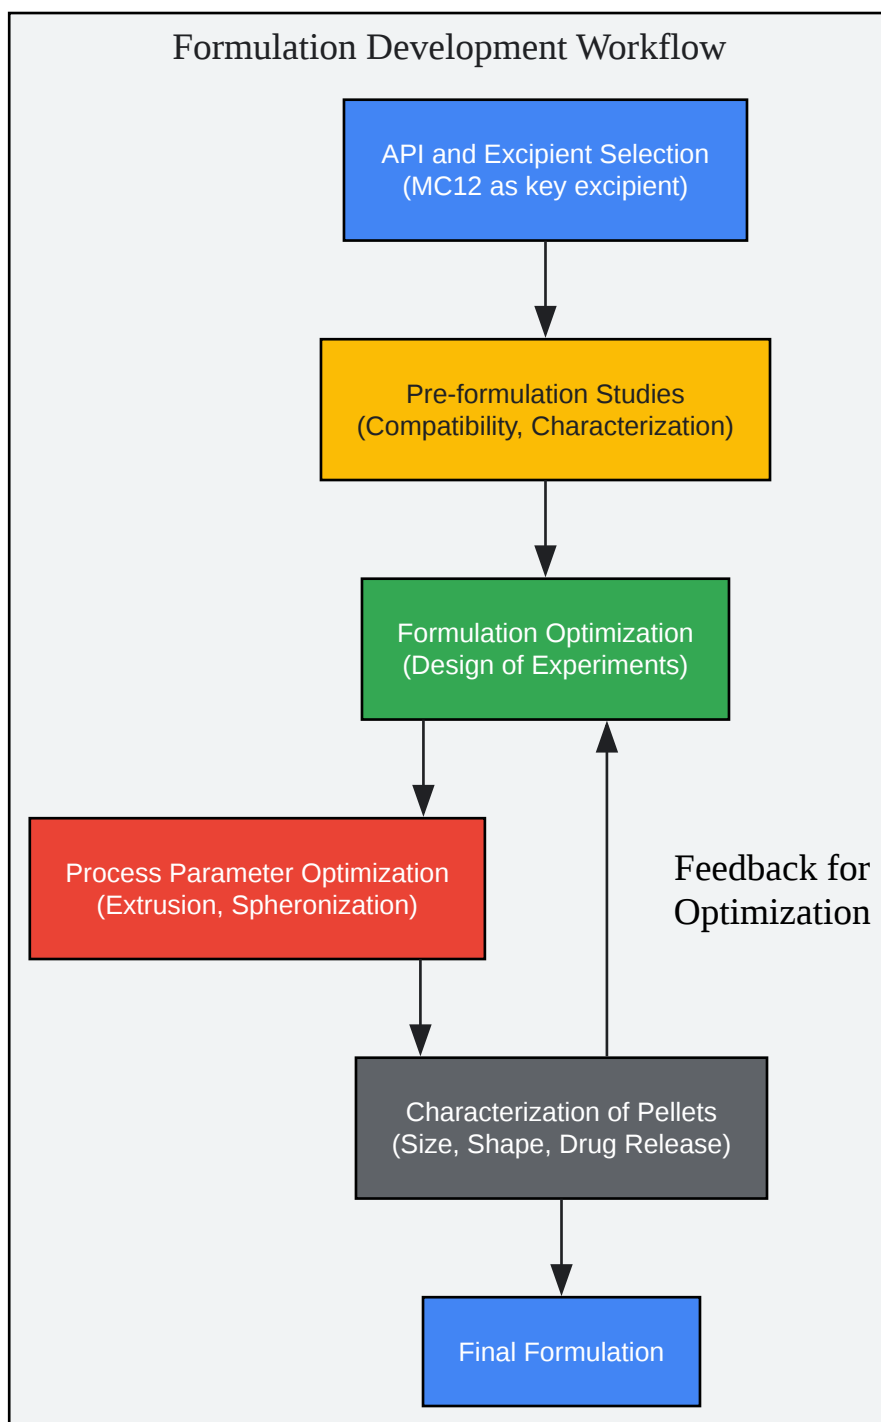 Formulation Development Workflow
API and Excipient Selection
(MC12 as key excipient)
Pre-formulation Studies
(Compatibility, Characterization)
Formulation Optimization
(Design of Experiments)
Process Parameter Optimization
(Extrusion, Spheronization)
Feedback for
Optimization
Characterization of Pellets
(Size, Shape, Drug Release)
Final Formulation